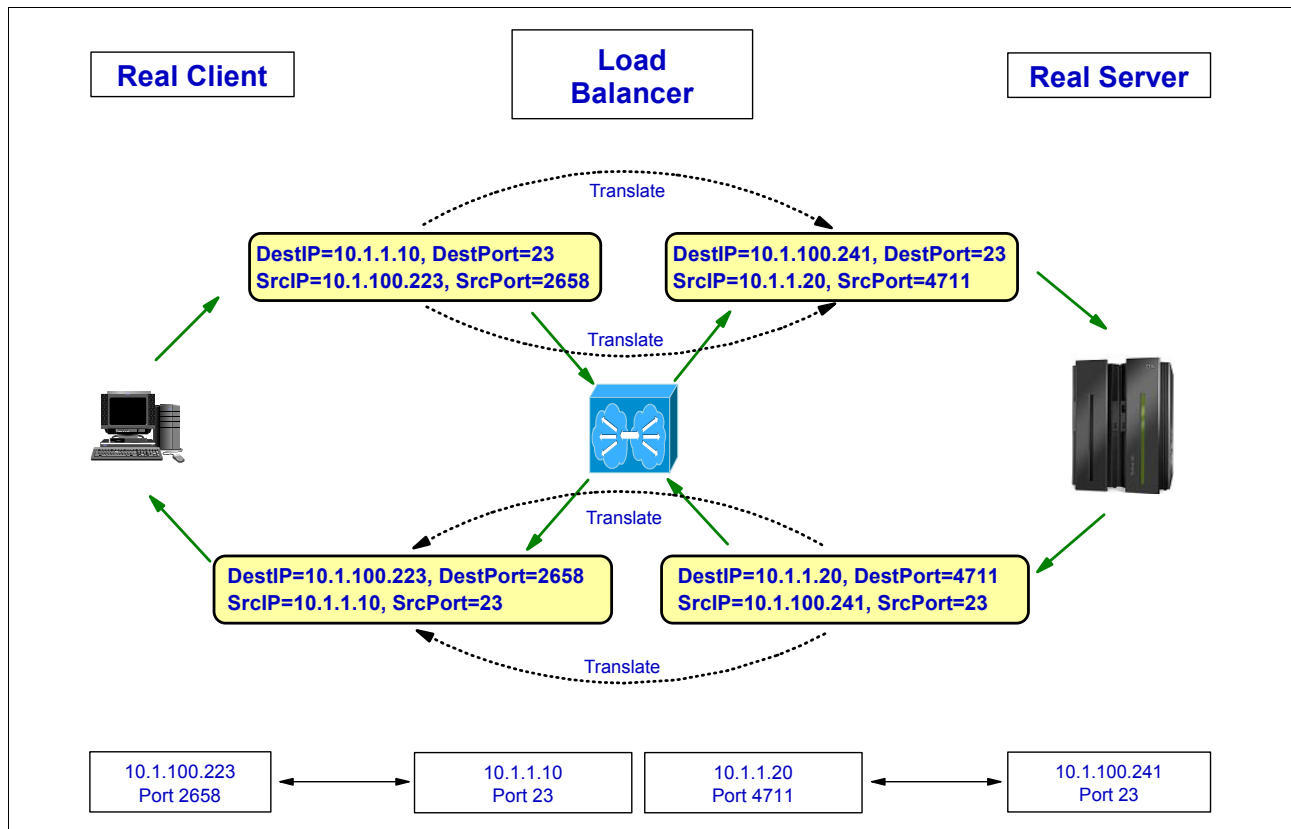 Real Client
Load
Balancer
Real Server
Translate
DestIP=10.1.1.10, DestPort=23
SrcIP=10.1.100.223, SrcPort=2658
DestIP=10.1.100.241, DestPort=23
SrcIP=10.1.1.20, SrcPort=4711
Translate
Translate
DestIP=10.1.100.223, DestPort=2658
SrcIP=10.1.1.10, SrcPort=23
DestIP=10.1.1.20, DestPort=4711
SrcIP=10.1.100.241, SrcPort=23
Translate
10.1.100.223
Port 2658
10.1.1.10
Port 23
10.1.1.20
Port 4711
10.1.100.241
Port 23